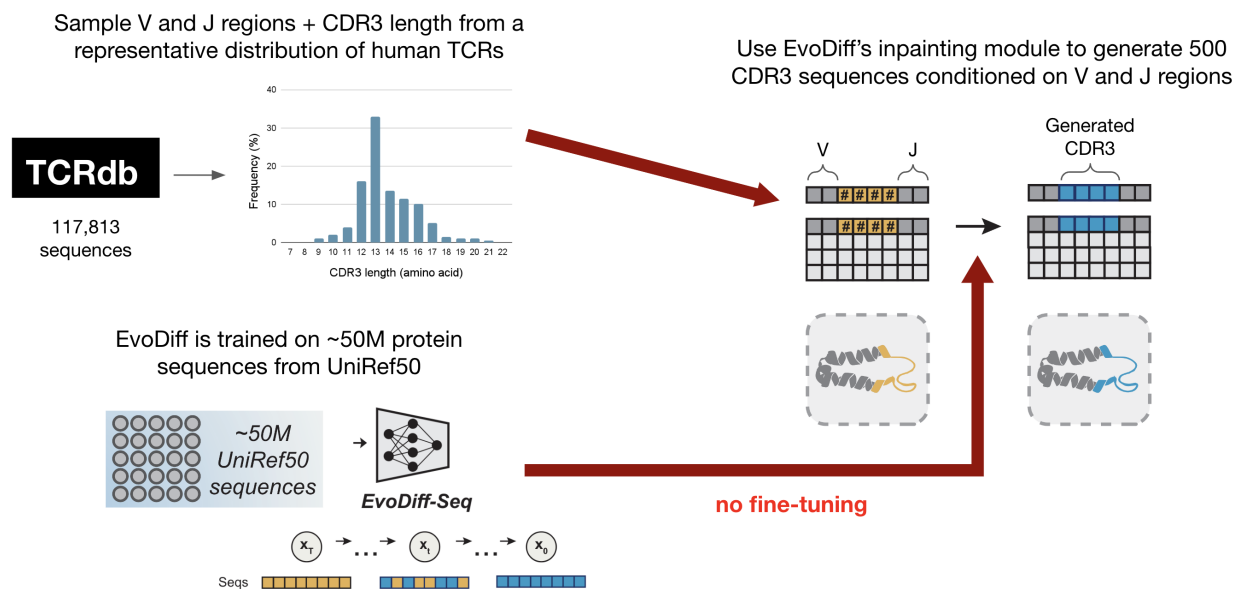 Sample V and J regions + CDR3 length from a
representative distribution of human TCRs
TCRdb
117,813
sequences
Frequency (%)
40
30
20
10
0
7 8 9 10 11 12 13 14 15 16 17 18 19 20 21 22
CDR3 length (amino acid)
Use EvoDiff's inpainting module to generate 500
CDR3 sequences conditioned on V and J regions
V
J
# # # #
# # # #
Generated
CDR3
EvoDiff is trained on ~50M protein
sequences from UniRef50
~50M
UniRef50
sequences
EvoDiff-Seq
no fine-tuning
xT ... xt ... x0
Seqs